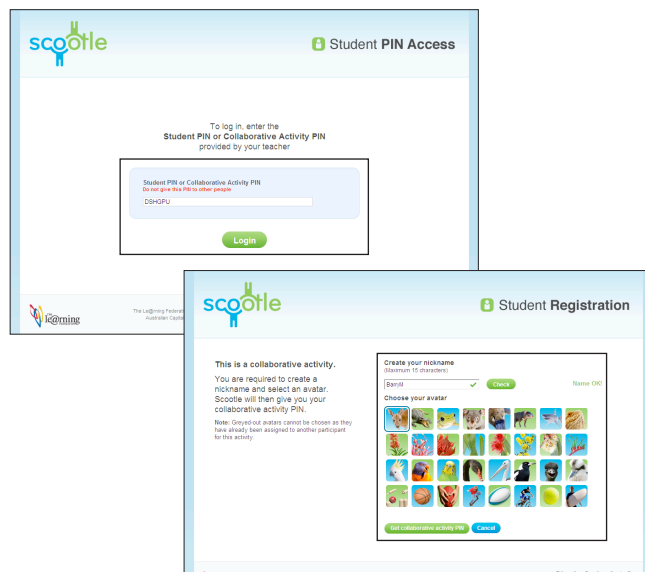 scootle
Student PIN Access
To log in, enter the
Student PIN or Collaborative Activity PIN
provided by your teacher
Student PIN or Collaborative Activity PIN
Do not give this PIN to other people
DSHGPU
Login
le@rning
The Le@rning Federat
Australian Capita
scootle
Student Registration
This is a collaborative activity.
You are required to create a
nickname and select an avatar.
Scootle will then give you your
collaborative activity PIN.
Note: Greyed-out avatars cannot be chosen as they
have already been assigned to another participant
for this activity.
Create your nickname
(Maximum 15 characters)
Check
Name OK!
Choose your avatar
Get collaborative activity PIN
Cancel